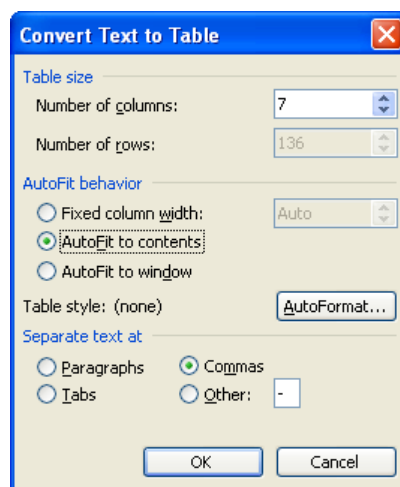 Convert Text to Table
Table size
Number of columns: 7
Number of rows: 136
AutoFit behavior
Fixed column width: Auto
AutoFit to contents
AutoFit to window
Table style: (none) AutoFormat...
Separate text at
Paragraphs Commas
Tabs Other: -
OK Cancel